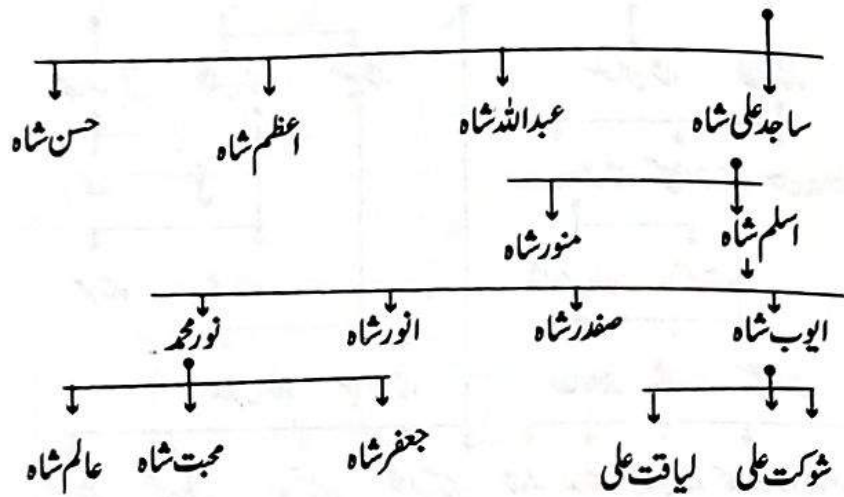 ساجد علی شاہ عبداللہ شاہ اعظم شاہ حسن شاہ
اسلم شاہ منور شاہ
ایوب شاہ صفدر شاہ انور شاہ نور محمد
شوکت علی لیاقت علی جعفر شاہ محبت شاہ عالم شاہ